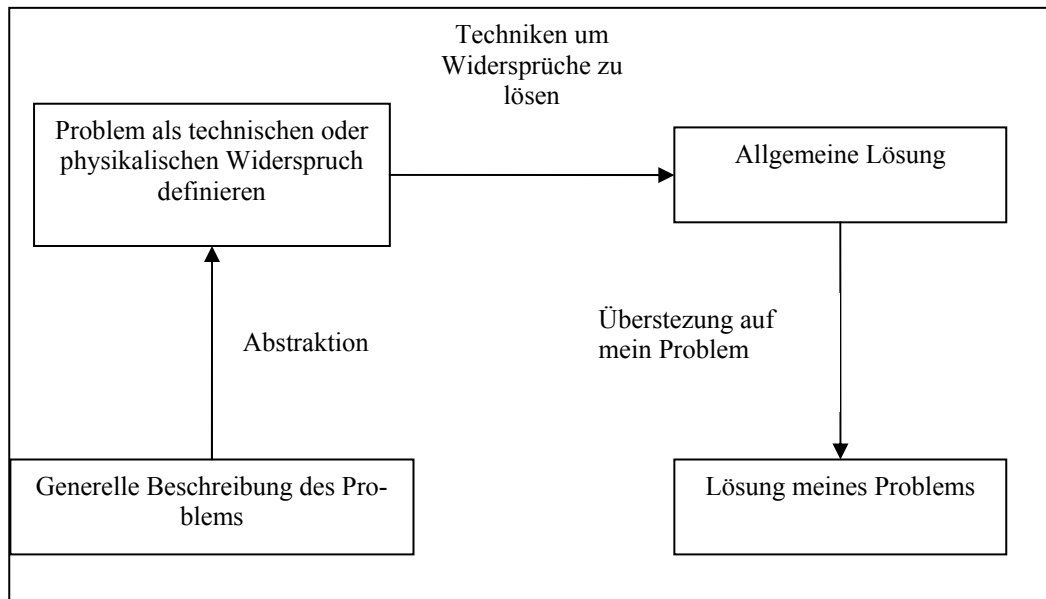 Techniken um
Widersprüche zu
lösen
Problem als technischen oder
physikalischen Widerspruch
definieren
Allgemeine Lösung
Abstraktion
Überstezung auf
mein Problem
Generelle Beschreibung des Pro-
blems
Lösung meines Problems